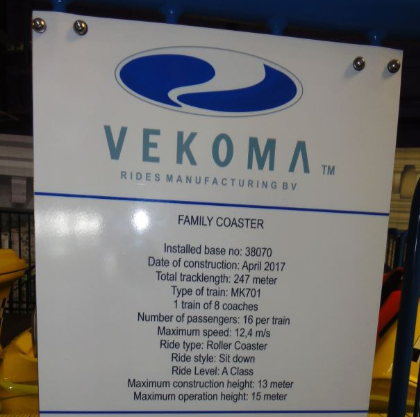 VEKOMA TM
RIDES MANUFACTURING BV
FAMILY COASTER
Installed base no: 38070
Date of construction: April 2017
Total tracklength: 247 meter
Type of train: MK701
1 train of 8 coaches
Number of passengers: 16 per train
Maximum speed: 12,4 m/s
Ride type: Roller Coaster
Ride style: Sit down
Ride Level: A Class
Maximum construction height: 13 meter
Maximum operation height: 15 meter